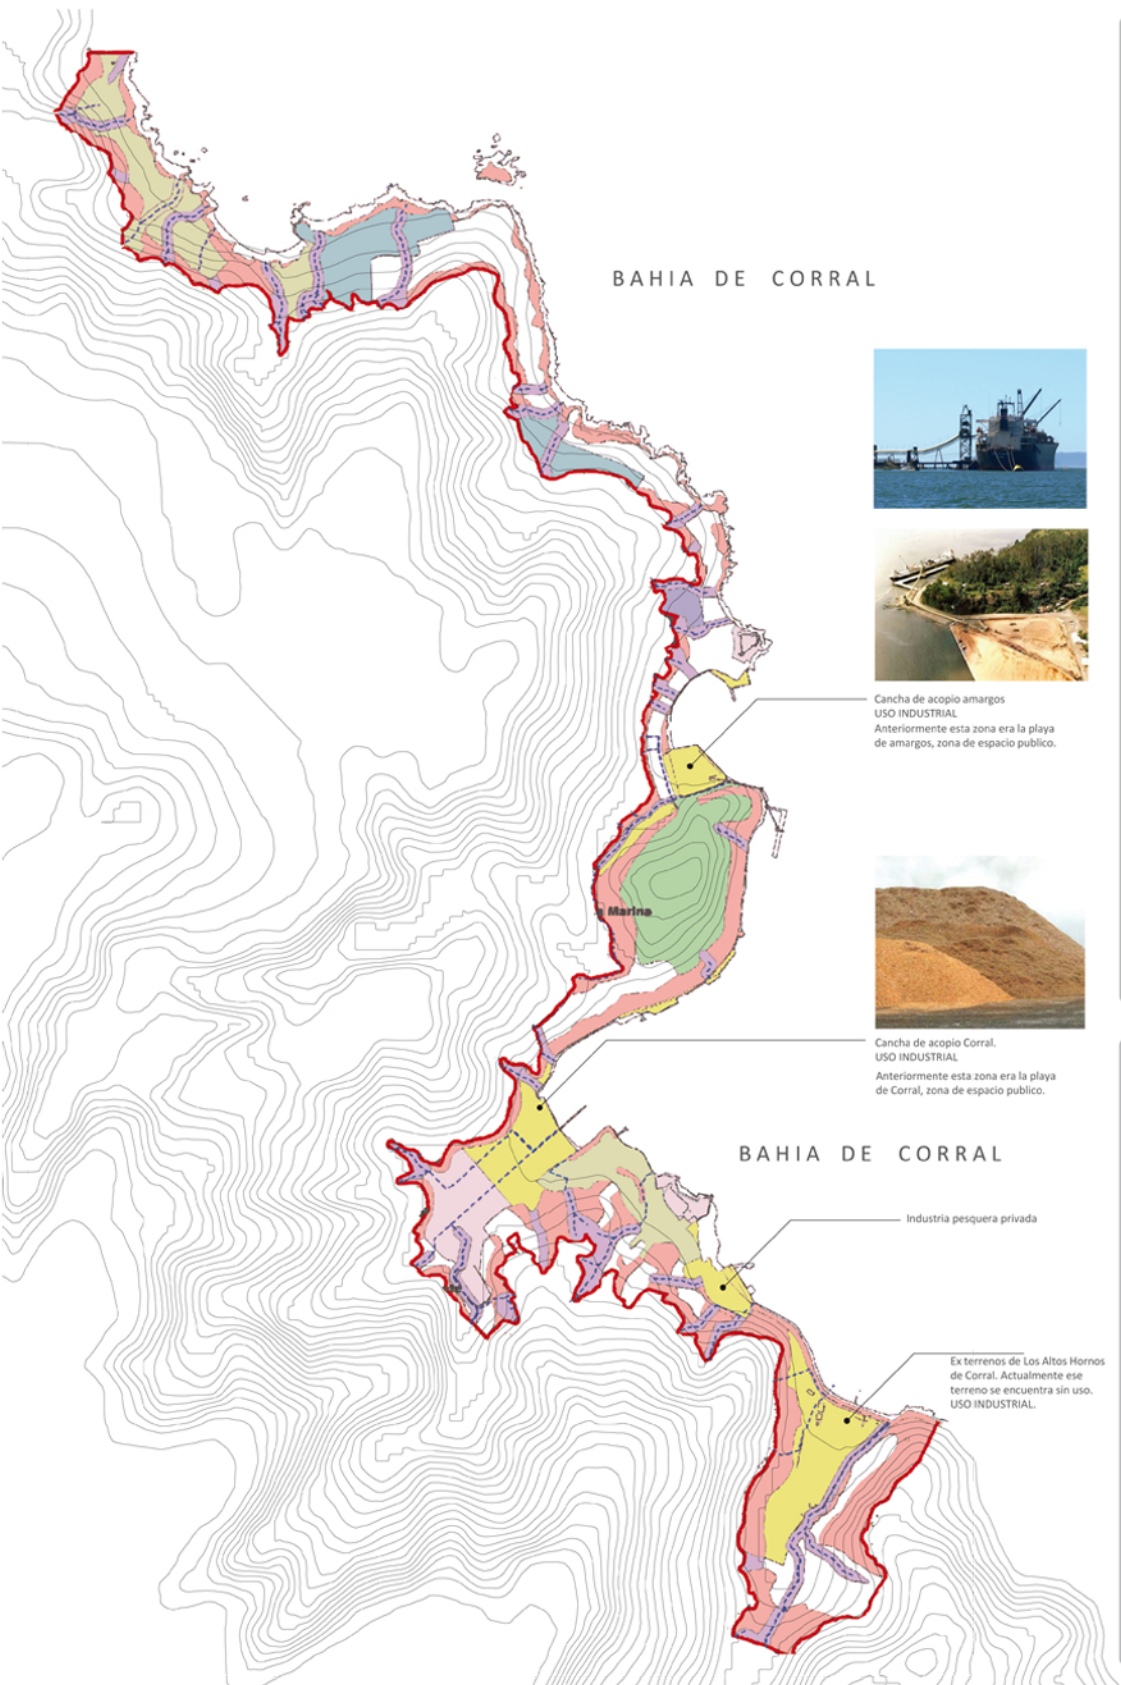 BAHIA DE CORRAL
Cancha de acopio amargos
USO INDUSTRIAL
Anteriormente esta zona era la playa
de amargos, zona de espacio publico.
Marina
Cancha de acopio Corral.
USO INDUSTRIAL
Anteriormente esta zona era la playa
de Corral, zona de espacio publico.
BAHIA DE CORRAL
Industria pesquera privada
Ex terrenos de Los Altos Hornos
de Corral. Actualmente ese
terreno se encuentra sin uso.
USO INDUSTRIAL.